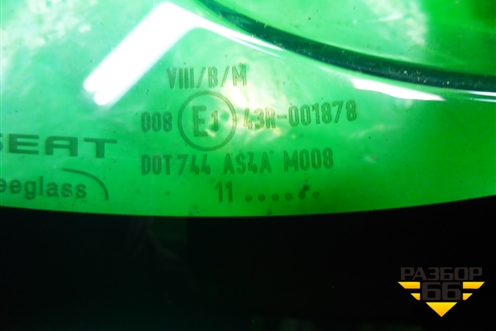 VIII/B/M
008 E1 43R-001878
SEAT
DOT744 AS4A M008
eeglass
11 ......
РАЗБОР
66